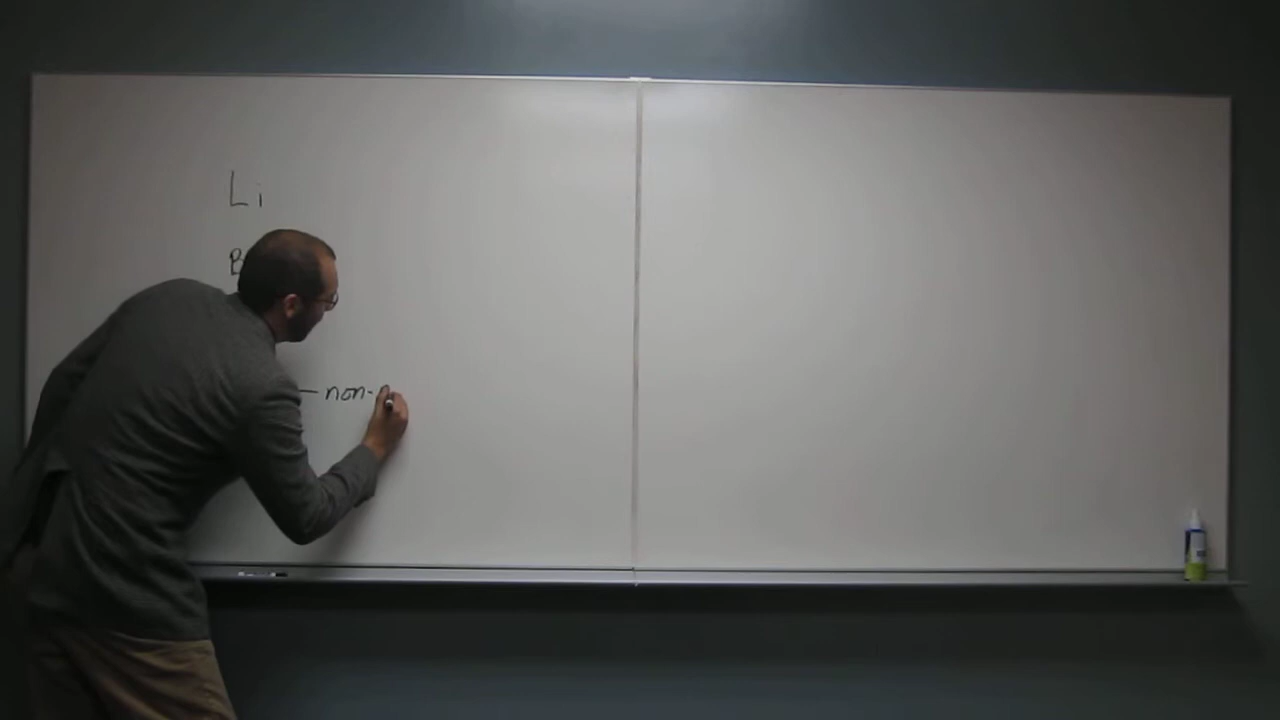 Li
B
— non-